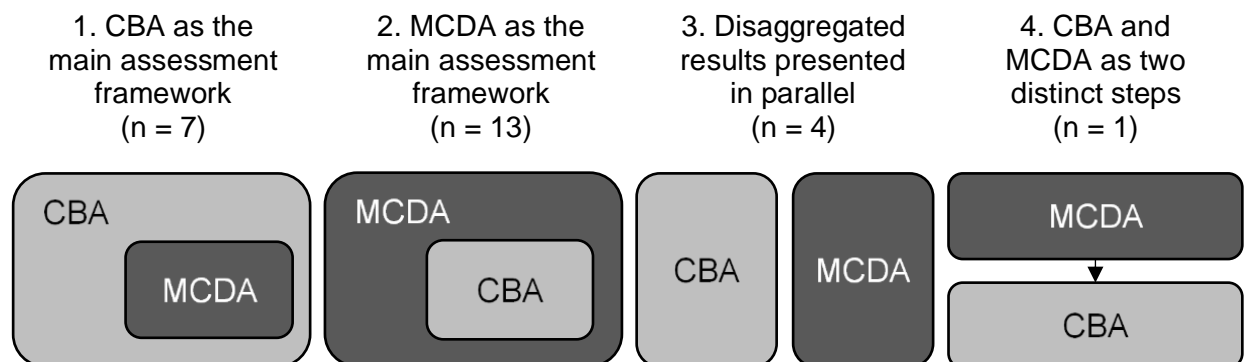 1. CBA as the
main assessment
framework
(n = 7)
2. MCDA as the
main assessment
framework
(n = 13)
3. Disaggregated
results presented
in parallel
(n = 4)
4. CBA and
MCDA as two
distinct steps
(n = 1)
CBA
MCDA
MCDA
CBA
CBA
MCDA
MCDA
CBA